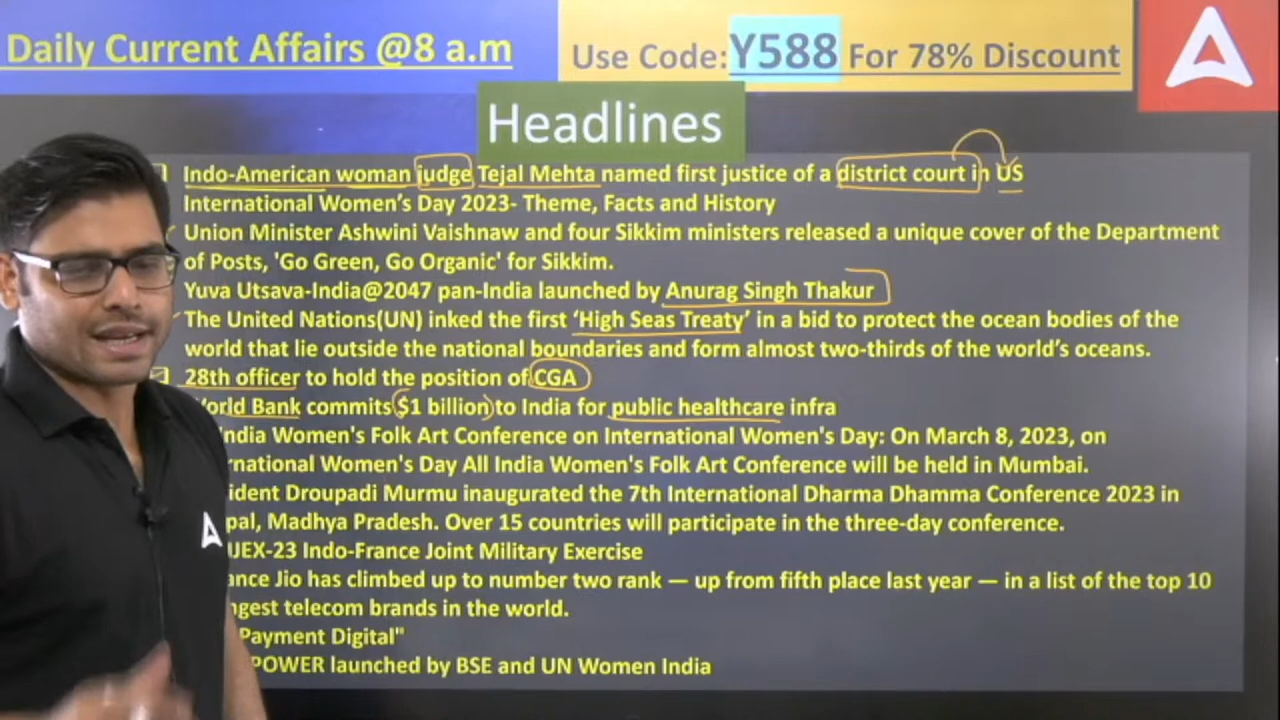 Daily Current Affairs @8 a.m
Use Code:Y588 For 78% Discount
Headlines
Indo-American woman judge Tejal Mehta named first justice of a district court in US
International Women's Day 2023- Theme, Facts and History
Union Minister Ashwini Vaishnaw and four Sikkim ministers released a unique cover of the Department
of Posts, 'Go Green, Go Organic' for Sikkim.
Yuva Utsava-India@2047 pan-India launched by Anurag Singh Thakur
The United Nations(UN) inked the first ‘High Seas Treaty’ in a bid to protect the ocean bodies of the
world that lie outside the national boundaries and form almost two-thirds of the world’s oceans.
28th officer to hold the position of CGA
World Bank commits $1 billion to India for public healthcare infra
India Women's Folk Art Conference on International Women's Day: On March 8, 2023, on
rnational Women's Day All India Women's Folk Art Conference will be held in Mumbai.
ident Droupadi Murmu inaugurated the 7th International Dharma Dhamma Conference 2023 in
pal, Madhya Pradesh. Over 15 countries will participate in the three-day conference.
JEX-23 Indo-France Joint Military Exercise
ance Jio has climbed up to number two rank — up from fifth place last year — in a list of the top 10
ngest telecom brands in the world.
Payment Digital"
POWER launched by BSE and UN Women India